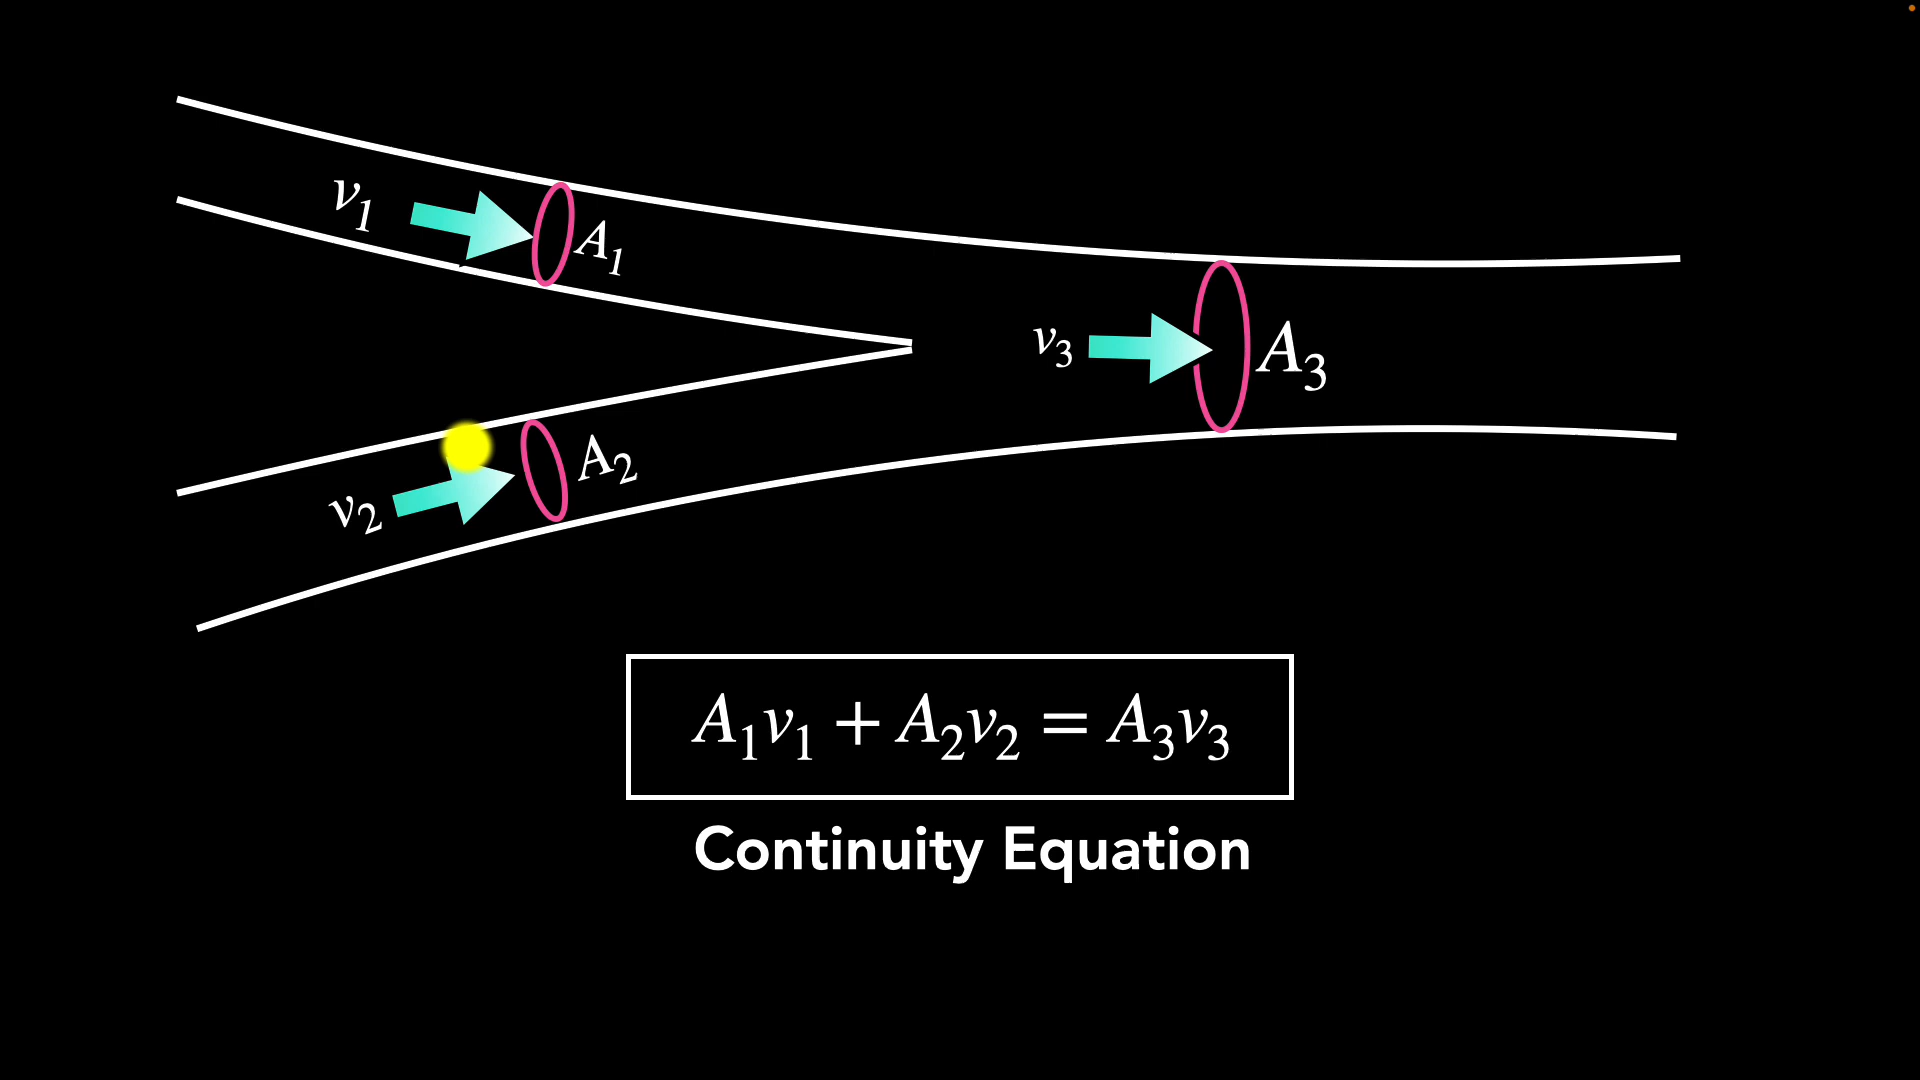 v₁
A₁
v₃
A₃
A₂
v₂
A₁v₁ + A₂v₂ = A₃v₃
Continuity Equation